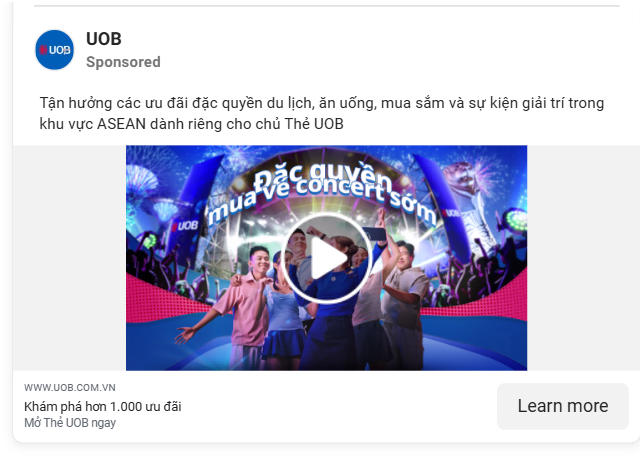 UOB
UOB
Sponsored
Tận hưởng các ưu đãi đặc quyền du lịch, ăn uống, mua sắm và sự kiện giải trí trong
khu vực ASEAN dành riêng cho chủ Thẻ UOB
Đặc quyền
mua vé concert sớm
UOB
UOB
WWW.UOB.COM.VN
Khám phá hơn 1.000 ưu đãi
Mở Thẻ UOB ngay
Learn more